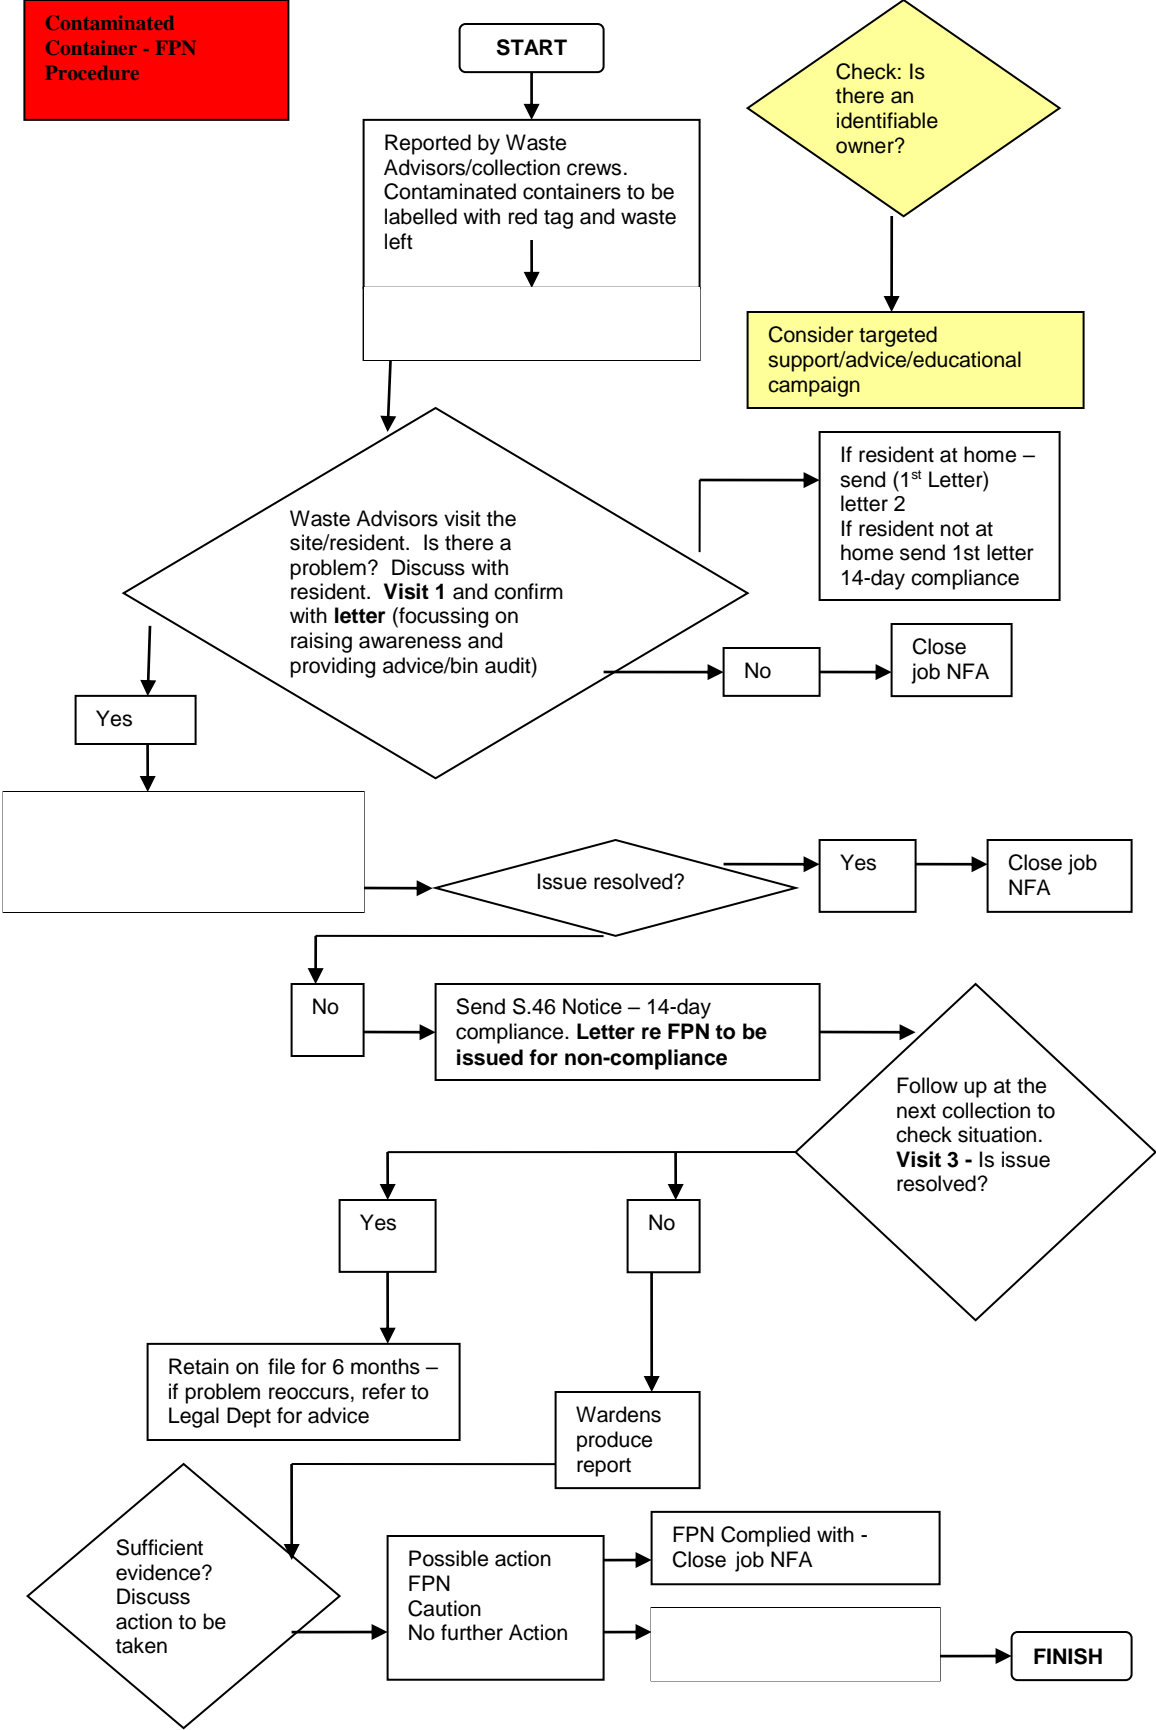 Contaminated
Container - FPN
Procedure
START
Check: Is
there an
identifiable
owner?
Reported by Waste
Advisors/collection crews.
Contaminated containers to be
labelled with red tag and waste
left
Consider targeted
support/advice/educational
campaign
If resident at home –
send (1st Letter)
letter 2
If resident not at
home send 1st letter
14-day compliance
Waste Advisors visit the
site/resident. Is there a
problem? Discuss with
resident. Visit 1 and confirm
with letter (focussing on
raising awareness and
providing advice/bin audit)
No
Close
job NFA
Yes
Issue resolved?
Yes
Close job
NFA
No
Send S.46 Notice – 14-day
compliance. Letter re FPN to be
issued for non-compliance
Follow up at the
next collection to
check situation.
Visit 3 - Is issue
resolved?
Yes
No
Retain on file for 6 months –
if problem reoccurs, refer to
Legal Dept for advice
Wardens
produce
report
Sufficient
evidence?
Discuss
action to be
taken
Possible action
FPN
Caution
No further Action
FPN Complied with -
Close job NFA
FINISH